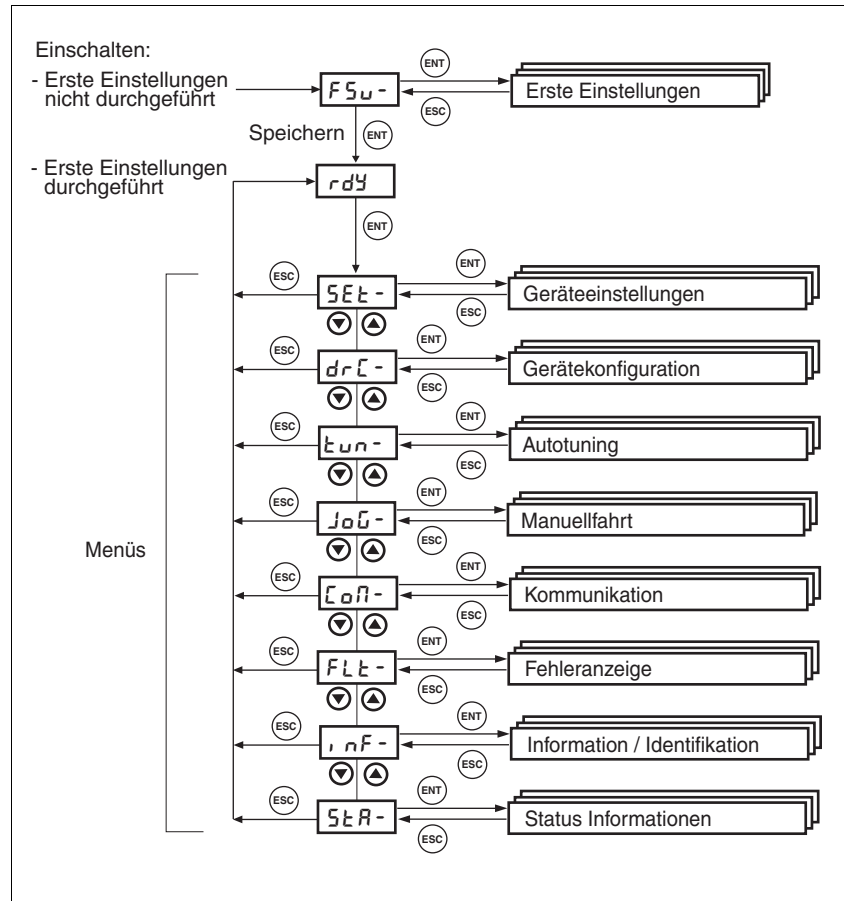 Einschalten:
- Erste Einstellungen
nicht durchgeführt
FSu-
ENT
ESC
Erste Einstellungen
Speichern
ENT
- Erste Einstellungen
durchgeführt
rdY
ENT
Menüs
ESC
SEt-
ENT
ESC
Geräteeinstellungen
ESC
drC-
ENT
ESC
Gerätekonfiguration
ESC
tun-
ENT
ESC
Autotuning
ESC
JoG-
ENT
ESC
Manuellfahrt
ESC
CoM-
ENT
ESC
Kommunikation
ESC
FLt-
ENT
ESC
Fehleranzeige
ESC
inF-
ENT
ESC
Information / Identifikation
ESC
StA-
ENT
ESC
Status Informationen